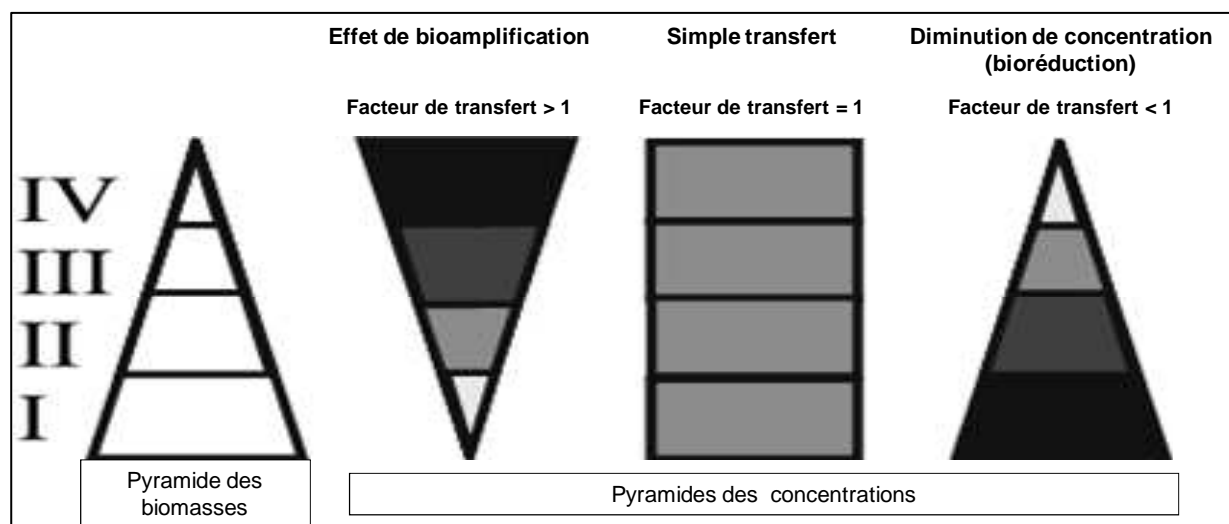 Effet de bioamplification
Simple transfert
Diminution de concentration
(bioréduction)
Facteur de transfert > 1
Facteur de transfert = 1
Facteur de transfert < 1
IV
III
II
I
Pyramide des
biomasses
Pyramides des concentrations